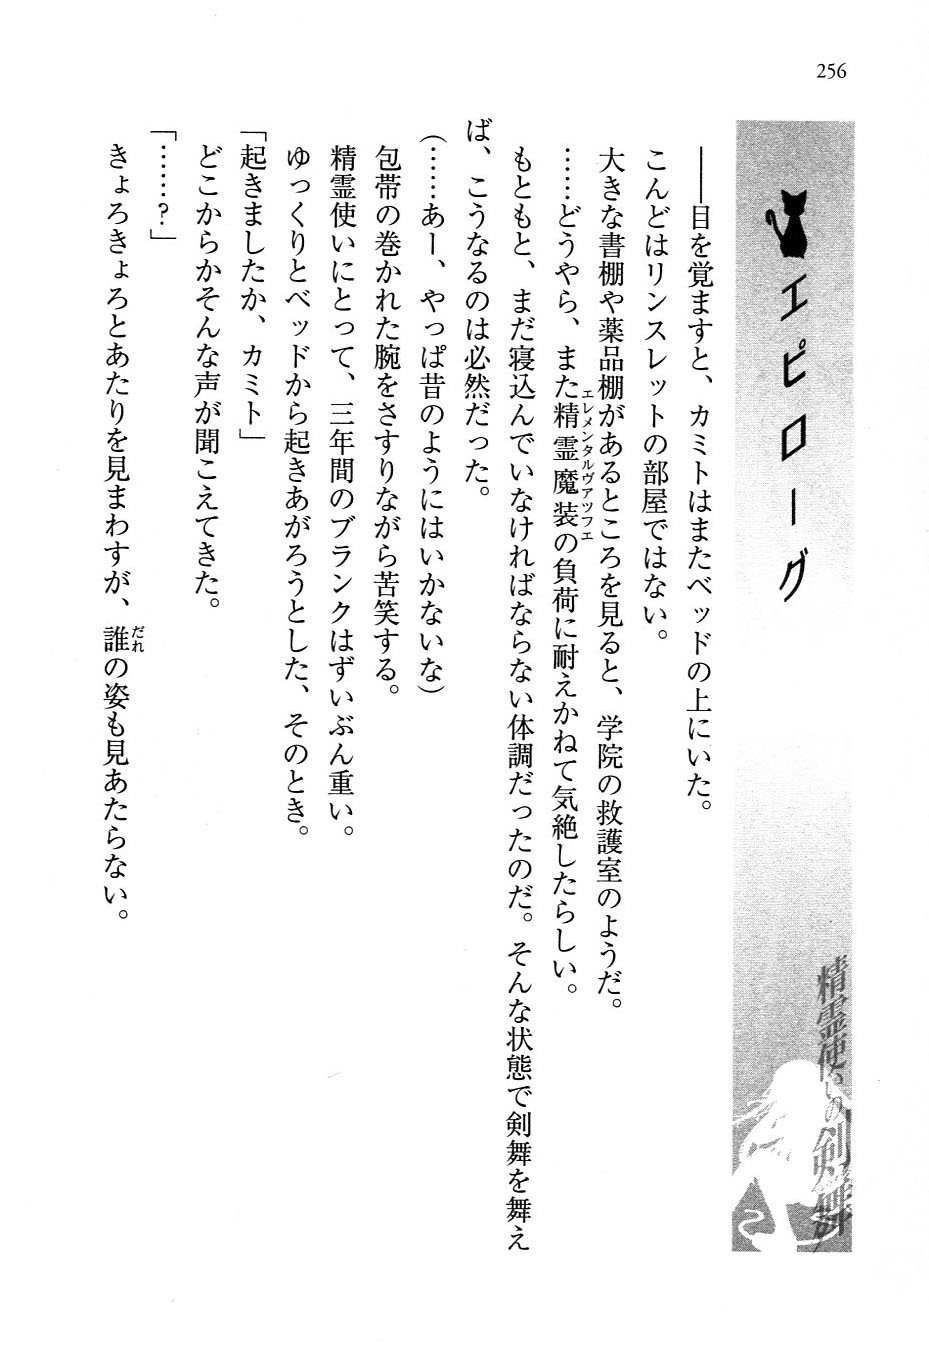 256
エピローグ
精霊使いの剣舞
――目を覚ますと、カミトはまたベッドの上にいた。
こんどはリンスレットの部屋ではない。
大きな書棚や薬品棚があるところを見ると、学院の救護室のようだ。
……どうやら、また精霊魔装の負荷に耐えかねて気絶したらしい。
エレメンタルヴァッフェ
もともと、まだ寝込んでいなければならない体調だったのだ。そんな状態で剣舞を舞え
ば、こうなるのは必然だった。
(……あー、やっぱ昔のようにはいかないな)
包帯の巻かれた腕をさすりながら苦笑する。
精霊使いにとって、三年間のブランクはずいぶん重い。
ゆっくりとベッドから起きあがろうとした、そのとき。
「起きましたか、カミト」
どこからかそんな声が聞こえてきた。
「……?」
きょろきょろとあたりを見まわすが、誰の姿も見あたらない。
だれ